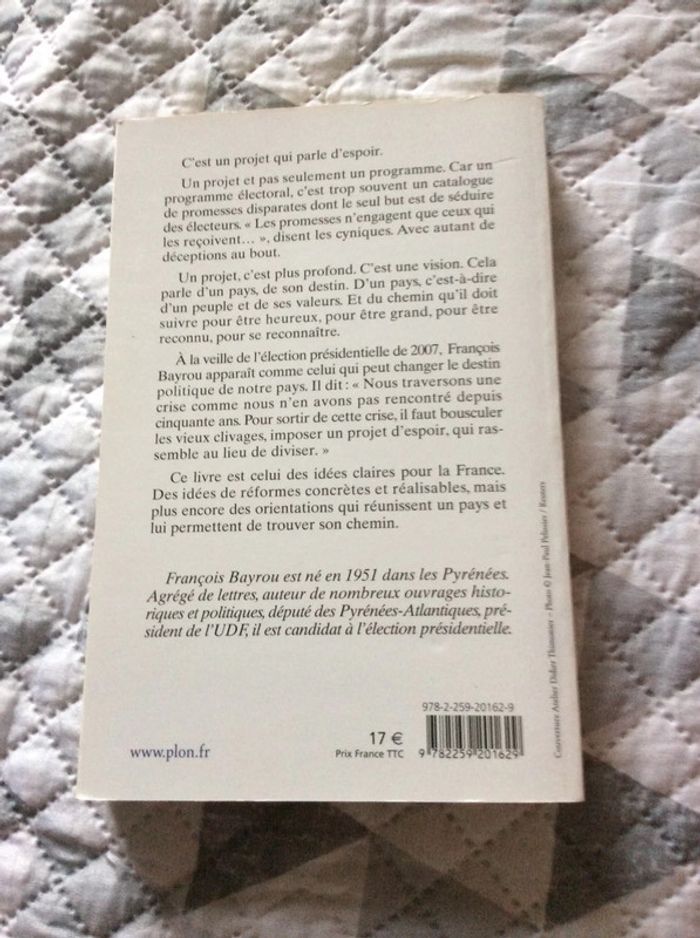 C'est un projet qui parle d'espoir.
Un projet et pas seulement un programme. Car un
programme électoral, c'est trop souvent un catalogue
de promesses disparates dont le seul but est de séduire
des électeurs. « Les promesses n'engagent que ceux qui
les reçoivent… », disent les cyniques. Avec autant de
déceptions au bout.
Un projet, c'est plus profond. C'est une vision. Cela
parle d'un pays, de son destin. D'un pays, c'est-à-dire
d'un peuple et de ses valeurs. Et du chemin qu'il doit
suivre pour être heureux, pour être grand, pour être
reconnu, pour se reconnaître.
À la veille de l'élection présidentielle de 2007, François
Bayrou apparaît comme celui qui peut changer le destin
politique de notre pays. Il dit : « Nous traversons une
crise comme nous n'en avons pas rencontré depuis
cinquante ans. Pour sortir de cette crise, il faut bousculer
les vieux clivages, imposer un projet d'espoir, qui ras-
semble au lieu de diviser. »
Ce livre est celui des idées claires pour la France.
Des idées de réformes concrètes et réalisables, mais
plus encore des orientations qui réunissent un pays et
lui permettent de trouver son chemin.
François Bayrou est né en 1951 dans les Pyrénées.
Agrégé de lettres, auteur de nombreux ouvrages histo-
riques et politiques, député des Pyrénées-Atlantiques, pré-
sident de l'UDF, il est candidat à l'élection présidentielle.
978-2-259-20162-9
17 €
Prix France TTC
9 782259 201629
www.plon.fr
Couverture Atelier Didier Thimonier – Photo © Jean-Paul Pelissier / Reuters